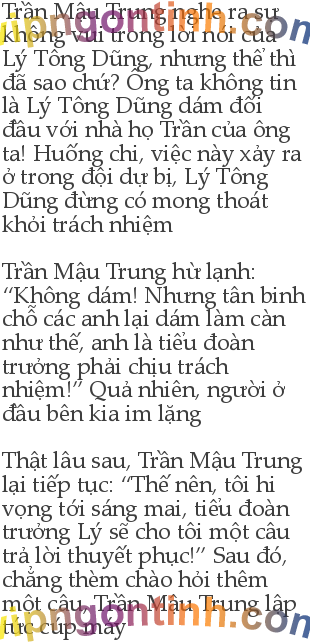 Trần Mậu Trung nghe ra sự
không vui trong lời nói của
Lý Tông Dũng, nhưng thể thì
đã sao chứ? Ông ta không tin
là Lý Tông Dũng dám đối
đầu với nhà họ Trần của ông
ta! Huống chi, việc này xảy ra
ở trong đội dự bị, Lý Tông
Dũng đừng có mong thoát
khỏi trách nhiệm
Trần Mậu Trung hừ lạnh:
“Không dám! Nhưng tân binh
chỗ các anh lại dám làm càn
như thế, anh là tiểu đoàn
trưởng phải chịu trách
nhiệm!” Quả nhiên, người ở
đầu bên kia im lặng
Thật lâu sau, Trần Mậu Trung
lại tiếp tục: “Thế nên, tôi hi
vọng tới sáng mai, tiểu đoàn
trưởng Lý sẽ cho tôi một câu
trả lời thuyết phục!” Sau đó,
chẳng thèm chào hỏi thêm
một câu, Trần Mậu Trung lập
tức cúp máy
vipngontinh.com
vipngontinh.com